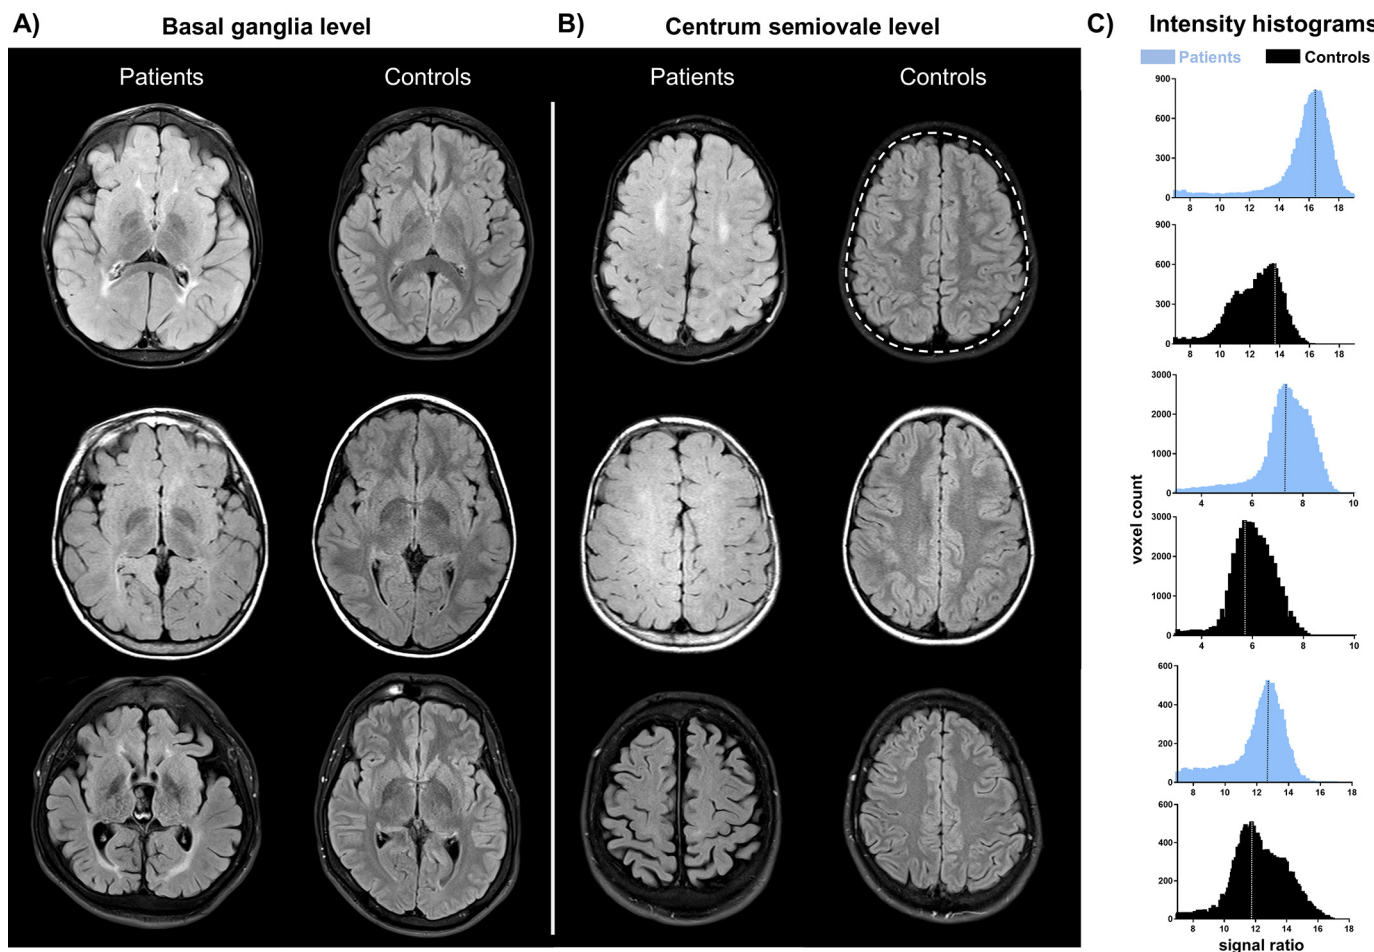 A)
Basal ganglia level
B)
Centrum semiovale level
C)
Intensity histograms
Patients
Controls
Patients
Controls
Patients
Controls
900
600
300
0
8 10 12 14 16 18
900
600
300
0
8 10 12 14 16 18
3000
2000
1000
0
4 6 8 10
voxel count
3000
2000
1000
0
4 6 8 10
600
400
200
0
8 10 12 14 16 18
600
400
200
0
8 10 12 14 16 18
signal ratio